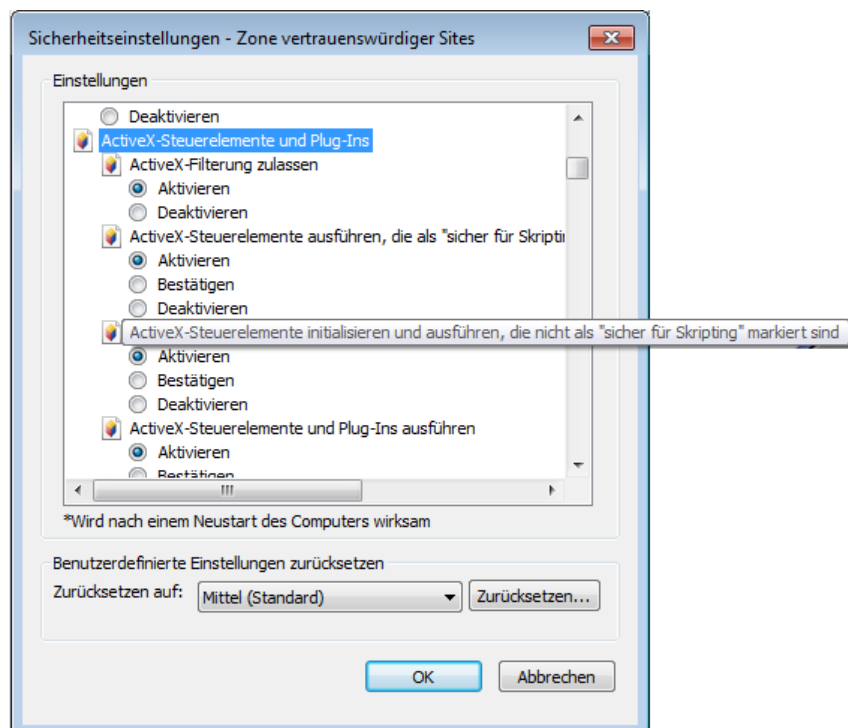 Sicherheitseinstellungen - Zone vertrauenswürdiger Sites
Einstellungen
Deaktivieren
ActiveX-Steuerelemente und Plug-Ins
ActiveX-Filterung zulassen
Aktivieren
Deaktivieren
ActiveX-Steuerelemente ausführen, die als "sicher für
Aktivieren
Bestätigen
Deaktivieren
ActiveX-Steuerelemente initialisieren und ausführen, die nicht als "sicher für Skripting" markiert sind
Aktivieren
Bestätigen
Deaktivieren
ActiveX-Steuerelemente und Plug-Ins ausführen
Aktivieren
Bestätigen
*Wird nach einem Neustart des Computers wirksam
Benutzerdefinierte Einstellungen zurücksetzen
Zurücksetzen auf: Mittel (Standard) Zurücksetzen...
OK Abbrechen